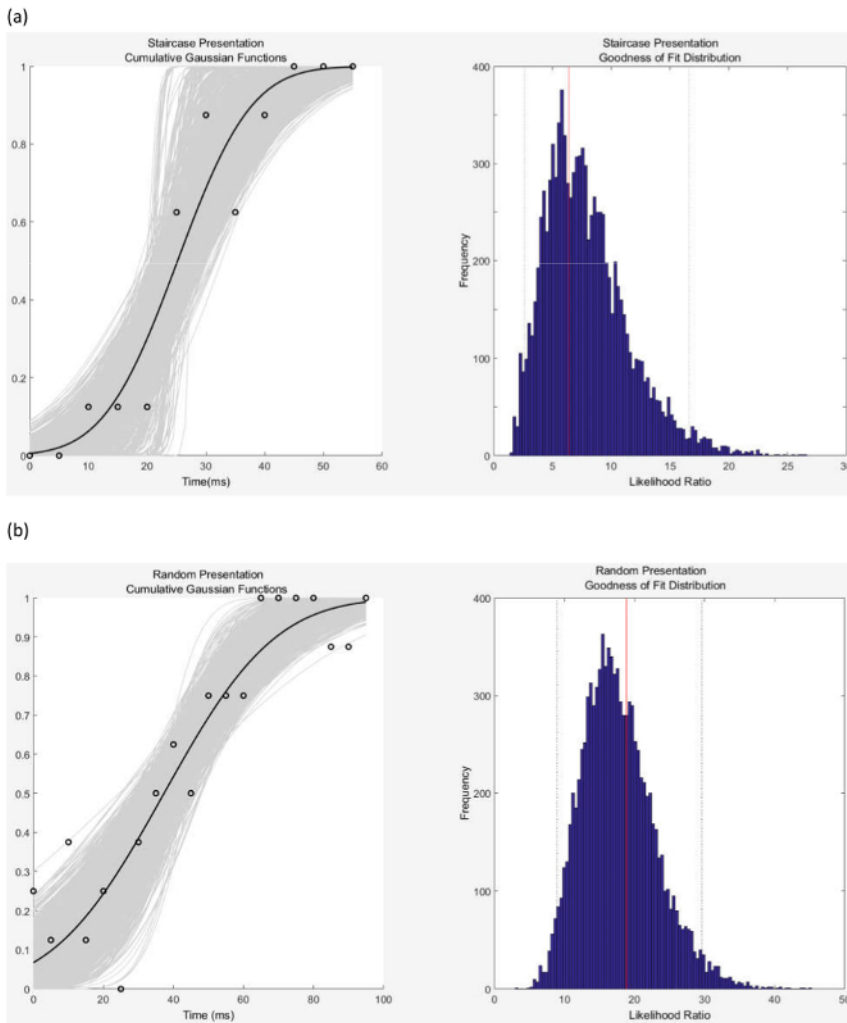 (a)
Staircase Presentation
Cumulative Gaussian Functions
1
0.8
0.6
0.4
0.2
0
0 10 20 30 40 50 60
Time(ms)
Staircase Presentation
Goodness of Fit Distribution
400
300
200
100
0
Frequency
0 5 10 15 20 25 30
Likelihood Ratio
(b)
Random Presentation
Cumulative Gaussian Functions
1
0.9
0.8
0.7
0.6
0.5
0.4
0.3
0.2
0.1
0
0 20 40 60 80 100
Time (ms)
Random Presentation
Goodness of Fit Distribution
400
300
200
100
0
Frequency
0 10 20 30 40 50
Likelihood Ratio